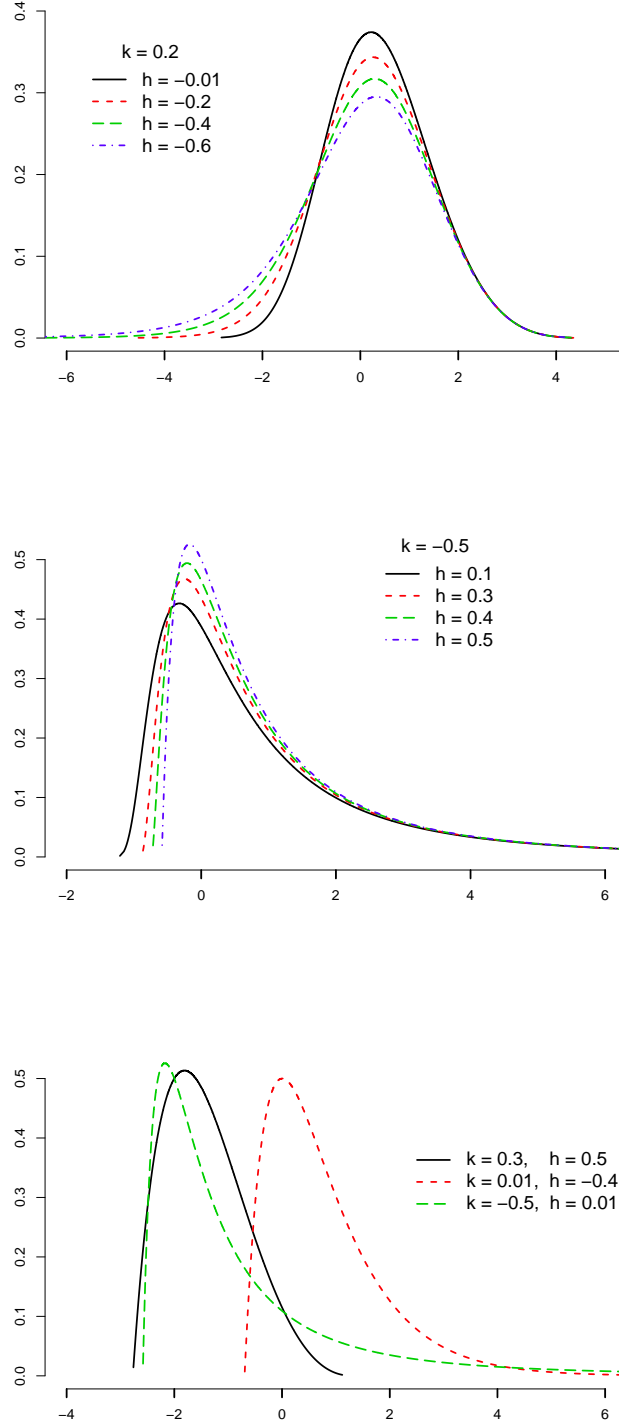 0.4
0.3
0.2
0.1
0.0
k = 0.2
h = −0.01
h = −0.2
h = −0.4
h = −0.6
−6 −4 −2 0 2 4
0.5
0.4
0.3
0.2
0.1
0.0
k = −0.5
h = 0.1
h = 0.3
h = 0.4
h = 0.5
−2 0 2 4 6
0.5
0.4
0.3
0.2
0.1
0.0
k = 0.3, h = 0.5
k = 0.01, h = −0.4
k = −0.5, h = 0.01
−4 −2 0 2 4 6